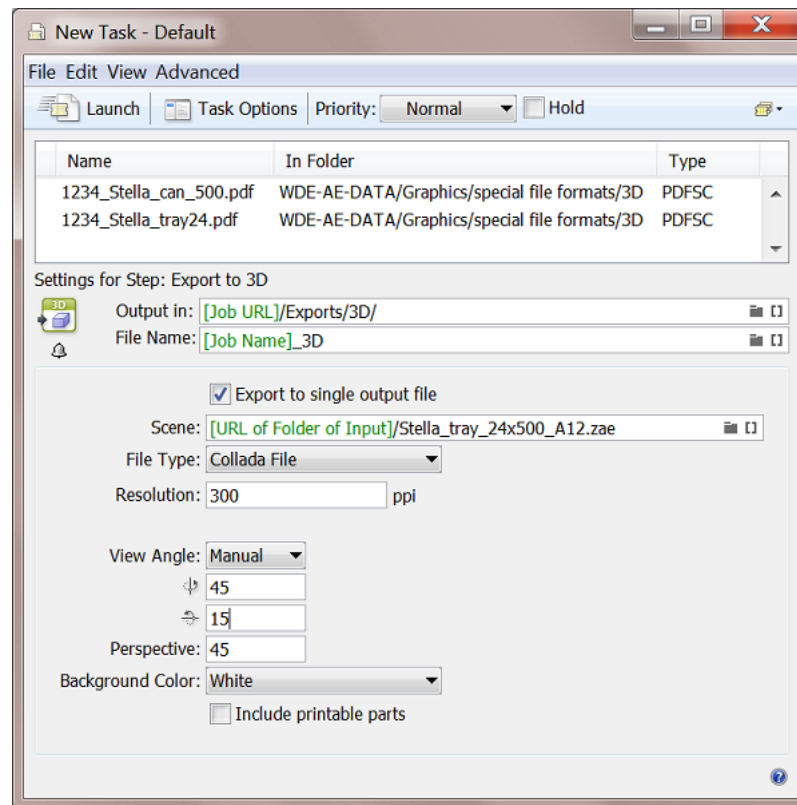 New Task - Default
File Edit View Advanced
Launch Task Options Priority: Normal Hold
Name In Folder Type
1234_Stella_can_500.pdf WDE-AE-DATA/Graphics/special file formats/3D PDFSC
1234_Stella_tray24.pdf WDE-AE-DATA/Graphics/special file formats/3D PDFSC
Settings for Step: Export to 3D
3D
Output in: [Job URL]/Exports/3D/
File Name: [Job Name]_3D
Export to single output file
Scene: [URL of Folder of Input]/Stella_tray_24x500_A12.zae
File Type: Collada File
Resolution: 300 ppi
View Angle: Manual
45
15
Perspective: 45
Background Color: White
Include printable parts